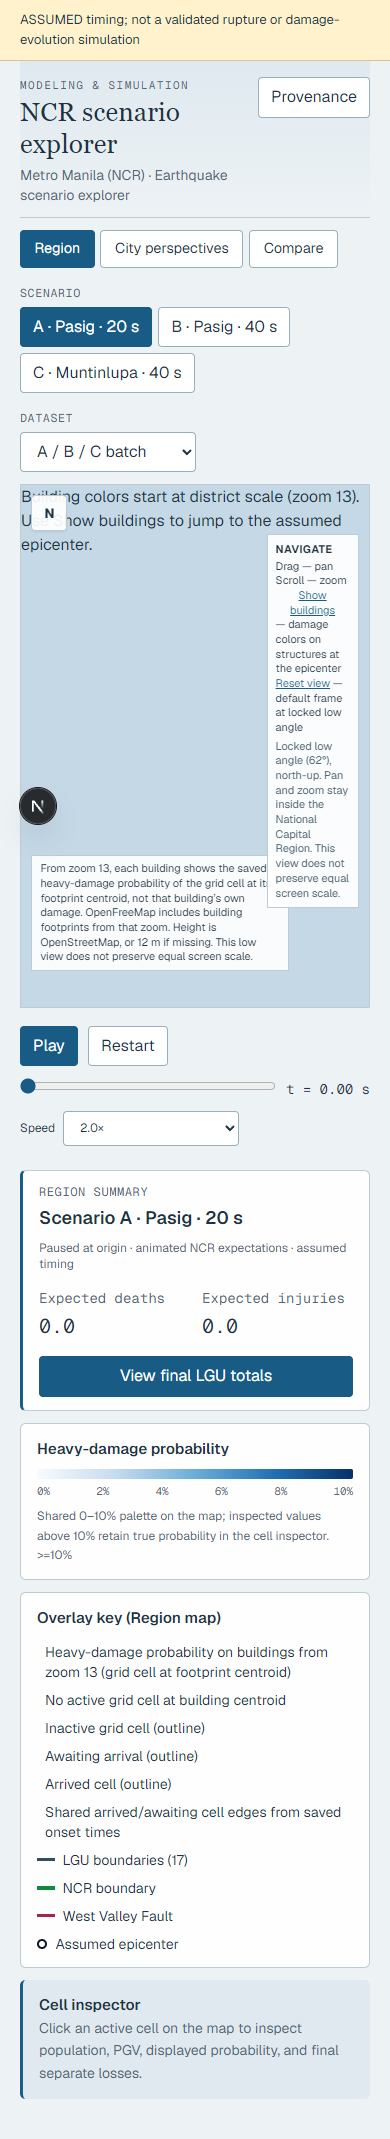 ASSUMED timing; not a validated rupture or damage-
evolution simulation
MODELING & SIMULATION
NCR scenario
explorer
Metro Manila (NCR) · Earthquake
scenario explorer
Provenance
Region
City perspectives
Compare
SCENARIO
A · Pasig · 20 s
B · Pasig · 40 s
C · Muntinlupa · 40 s
DATASET
A / B / C batch
Building colors start at district scale (zoom 13).
Use Show buildings to jump to the assumed
epicenter.
N
NAVIGATE
Drag — pan
Scroll — zoom
Show
buildings
— damage
colors on
structures at
the epicenter
Reset view —
default frame
at locked low
angle
Locked low
angle (62°),
north-up. Pan
and zoom stay
inside the
National
Capital
Region. This
view does not
preserve equal
screen scale.
N
From zoom 13, each building shows the saved
heavy-damage probability of the grid cell at its
footprint centroid, not that building's own
damage. OpenFreeMap includes building
footprints from that zoom. Height is
OpenStreetMap, or 12 m if missing. This low
view does not preserve equal screen scale.
Play
Restart
t = 0.00 s
Speed
2.0×
REGION SUMMARY
Scenario A · Pasig · 20 s
Paused at origin · animated NCR expectations · assumed
timing
Expected deaths
Expected injuries
0.0
0.0
View final LGU totals
Heavy-damage probability
0%
2%
4%
6%
8%
10%
Shared 0–10% palette on the map; inspected values
above 10% retain true probability in the cell inspector.
>=10%
Overlay key (Region map)
Heavy-damage probability on buildings from
zoom 13 (grid cell at footprint centroid)
No active grid cell at building centroid
Inactive grid cell (outline)
Awaiting arrival (outline)
Arrived cell (outline)
Shared arrived/awaiting cell edges from saved
onset times
LGU boundaries (17)
NCR boundary
West Valley Fault
Assumed epicenter
Cell inspector
Click an active cell on the map to inspect
population, PGV, displayed probability, and final
separate losses.